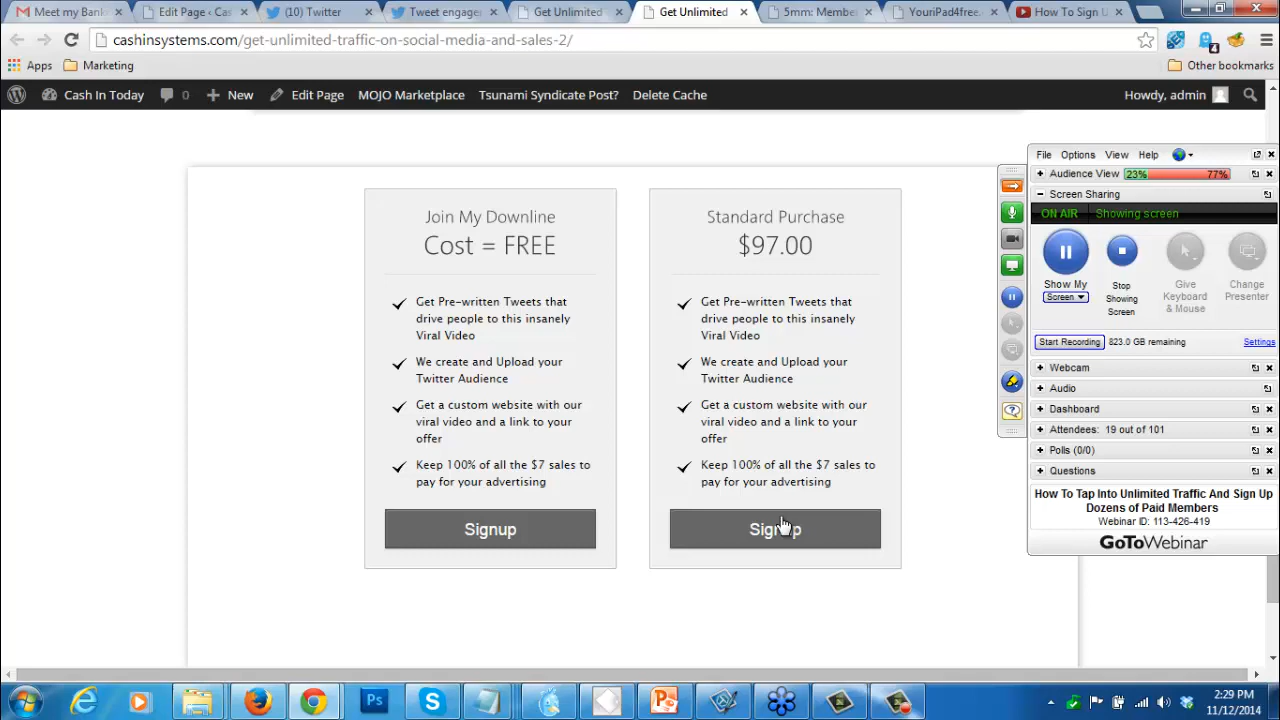 Meet my Bank
Edit Page ‹ Cas
(10) Twitter
Tweet engager
Get Unlimited
Get Unlimited
5mm: Membe
YouriPad4free.
How To Sign U
cashinsystems.com/get-unlimited-traffic-on-social-media-and-sales-2/
4
Apps
Marketing
Other bookmarks
Cash In Today
0
New
Edit Page
MOJO Marketplace
Tsunami Syndicate Post?
Delete Cache
Howdy, admin
Join My Downline
Cost = FREE
Get Pre-written Tweets that
drive people to this insanely
Viral Video
We create and Upload your
Twitter Audience
Get a custom website with our
viral video and a link to your
offer
Keep 100% of all the $7 sales to
pay for your advertising
Signup
Standard Purchase
$97.00
Get Pre-written Tweets that
drive people to this insanely
Viral Video
We create and Upload your
Twitter Audience
Get a custom website with our
viral video and a link to your
offer
Keep 100% of all the $7 sales to
pay for your advertising
Signup
File Options View Help
Audience View 23% 77%
Screen Sharing
ON AIR Showing screen
Show My
Screen
Stop
Showing
Screen
Give
Keyboard
& Mouse
Change
Presenter
Start Recording 823.0 GB remaining Settings
Webcam
Audio
Dashboard
Attendees: 19 out of 101
Polls (0/0)
Questions
How To Tap Into Unlimited Traffic And Sign Up
Dozens of Paid Members
Webinar ID: 113-426-419
GoToWebinar
Ps
2:29 PM
11/12/2014